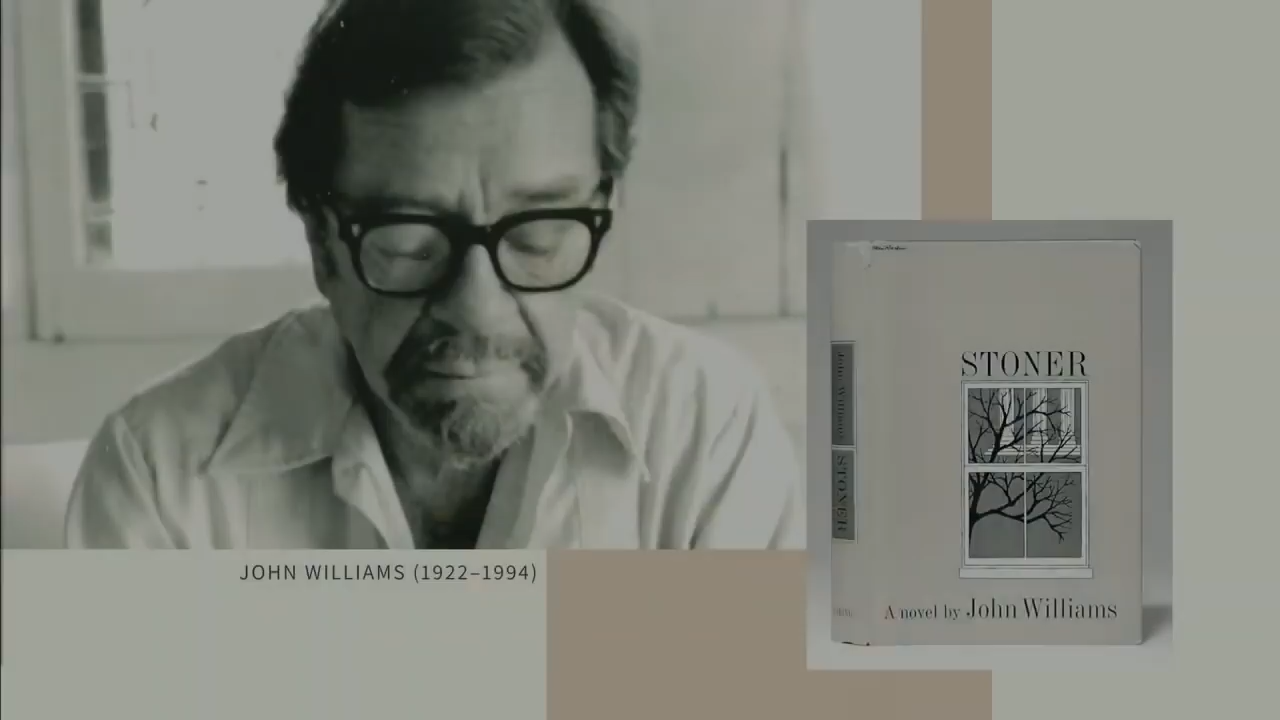 JOHN WILLIAMS (1922–1994)
John Williams
STONER
STONER
A novel by John Williams